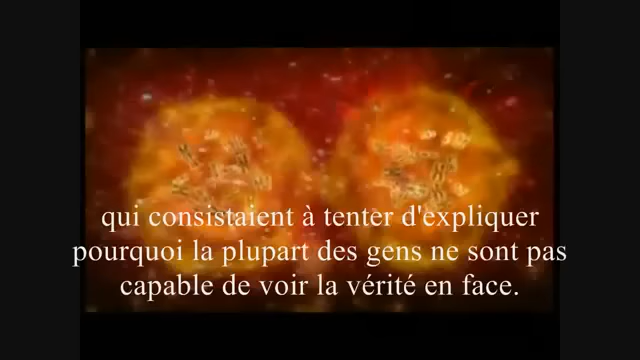 qui consistaient à tenter d'expliquer
pourquoi la plupart des gens ne sont pas
capable de voir la vérité en face.